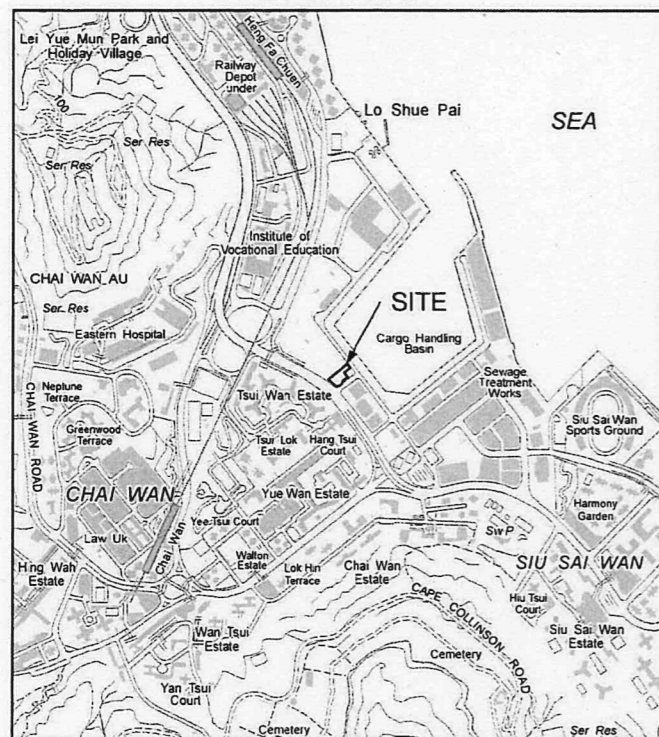 Lei Yue Mun Park and
Holiday Village
Heng Fa Chuen
Railway
Depot
under
Lo Shue Pai
SEA
100
Ser Res
Ser Res
Institute of
Vocational Education
CHAI WAN AU
Ser Res
Eastern Hospital
SITE
Cargo Handling
Basin
Sewage
Treatment
Works
Neptune
Terrace
CHAI WAN ROAD
Greenwood
Terrace
Tsui Wan Estate
Tsui Lok
Estate
Hang Tsui
Court
Siu Sai Wan
Sports Ground
CHAI WAN
Yue Wan Estate
Harmony
Garden
Law Uk
Chai Wan
Yee Tsui Court
Walton
Estate
Lok Hin
Terrace
Chai Wan
Estate
SwP
SIU SAI WAN
Hing Wah
Estate
Hiu Tsui
Court
Wan Tsui
Estate
CAPE COLLINSON ROAD
Siu Sai Wan
Estate
Cemetery
Yan Tsui
Court
Cemetery
Ser Res